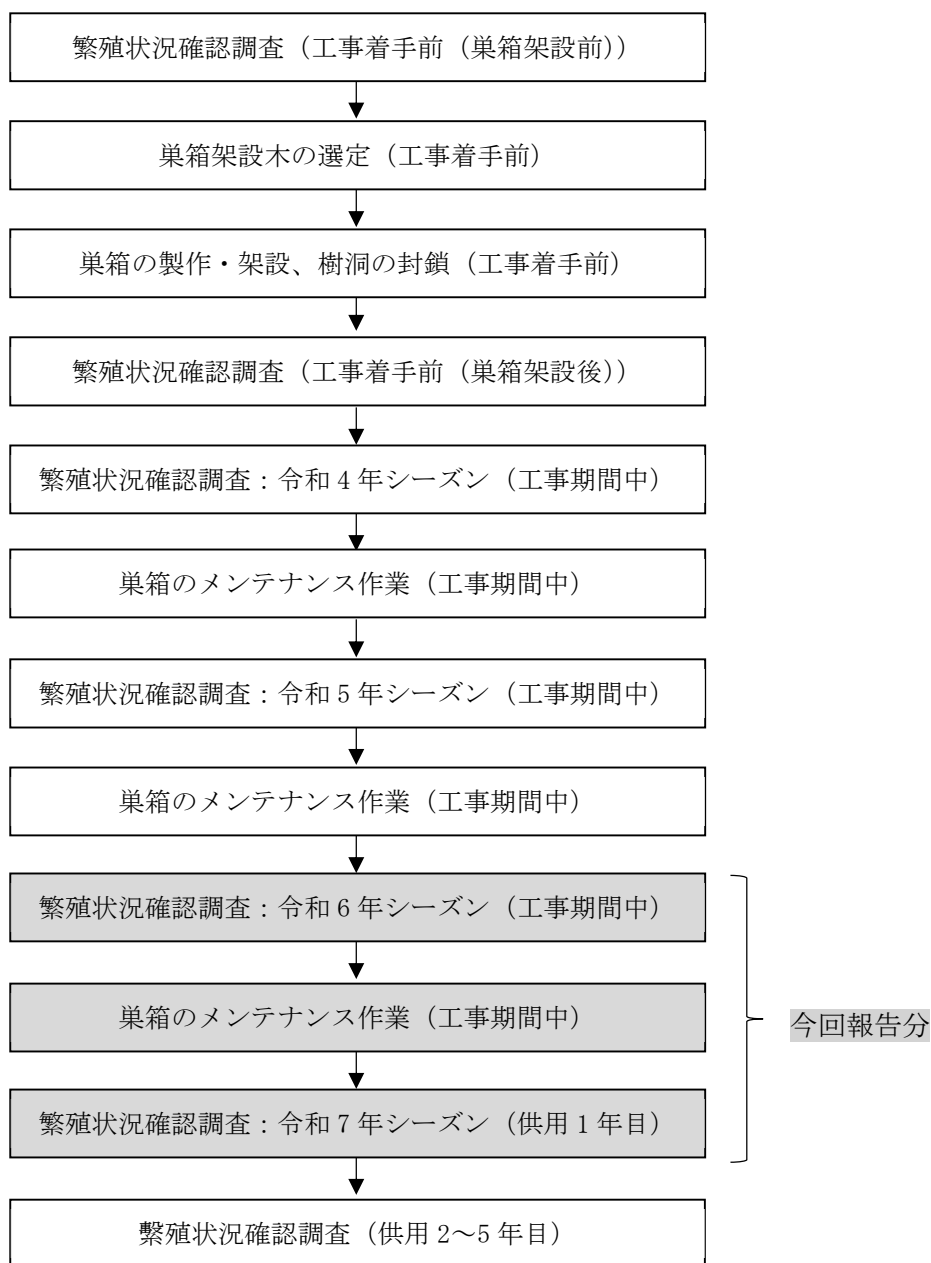 繁殖状況確認調査（工事着手前（巣箱架設前））
巣箱架設木の選定（工事着手前）
巣箱の製作・架設、樹洞の封鎖（工事着手前）
繁殖状況確認調査（工事着手前（巣箱架設後））
繁殖状況確認調査：令和４年シーズン（工事期間中）
巣箱のメンテナンス作業（工事期間中）
繁殖状況確認調査：令和５年シーズン（工事期間中）
巣箱のメンテナンス作業（工事期間中）
繁殖状況確認調査：令和６年シーズン（工事期間中）
巣箱のメンテナンス作業（工事期間中）
今回報告分
繁殖状況確認調査：令和７年シーズン（供用１年目）
繫殖状況確認調査（供用 2～5 年目）